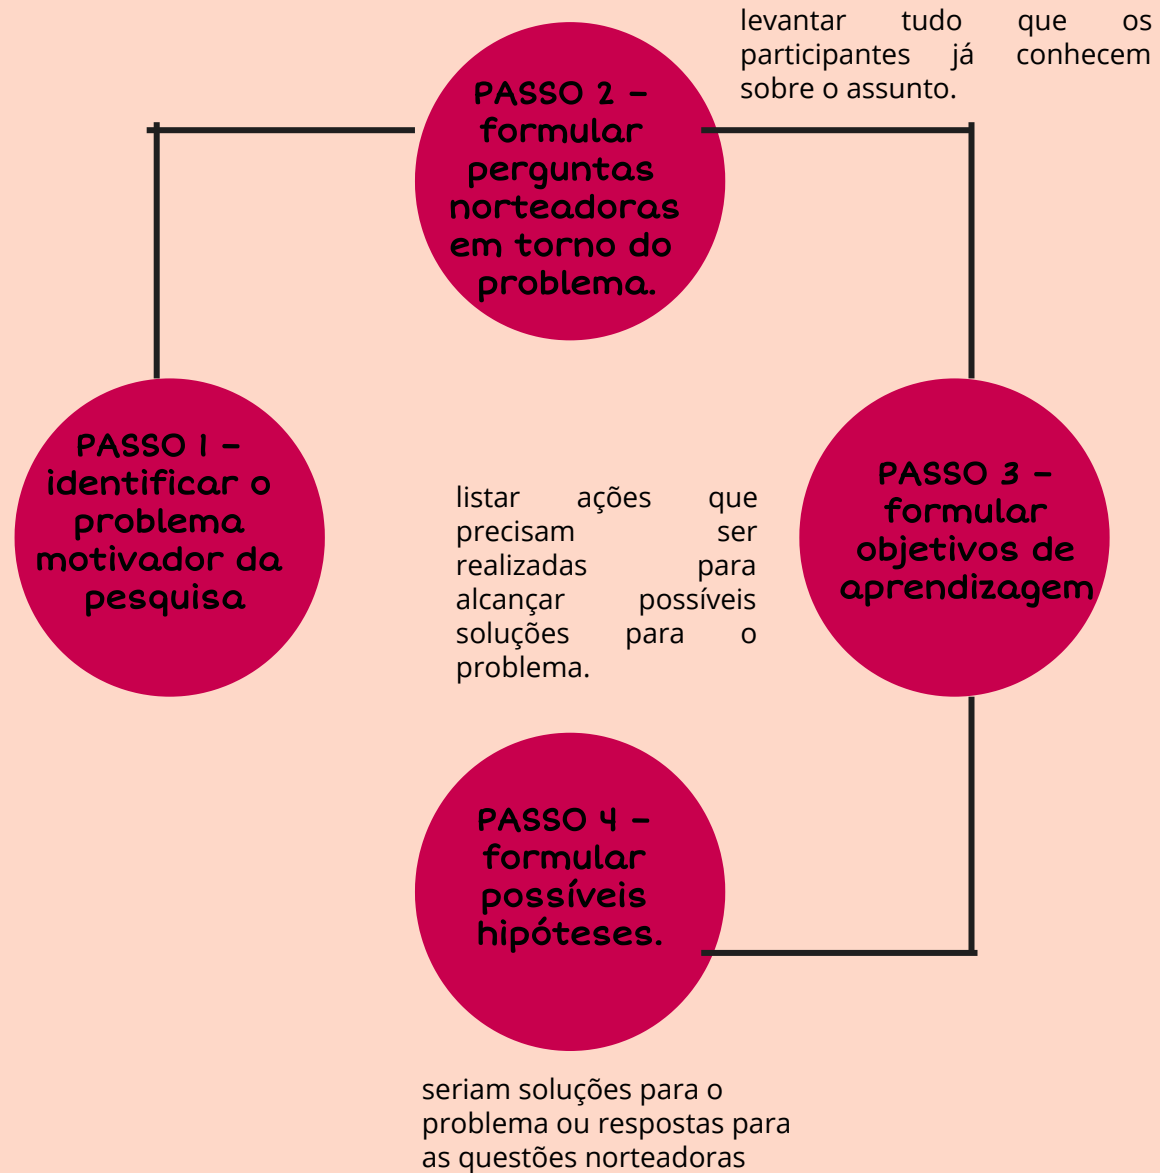 levantar tudo que os
participantes já conhecem
sobre o assunto.
PASSO 2 -
formular
perguntas
norteadoras
em torno do
problema.
PASSO 1 -
identificar o
problema
motivador da
pesquisa
listar ações que
precisam ser
realizadas para
alcançar possíveis
soluções para o
problema.
PASSO 3 -
formular
objetivos de
aprendizagem
PASSO 4 -
formular
possíveis
hipóteses.
seriam soluções para o
problema ou respostas para
as questões norteadoras